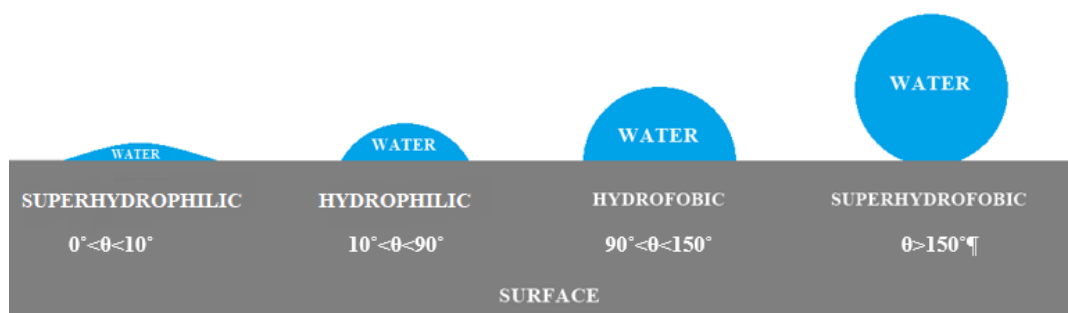 WATER
WATER
WATER
WATER
SUPERHYDROPHILIC
HYDROPHILIC
HYDROFOBIC
SUPERHYDROFOBIC
0°<θ<10°
10°<θ<90°
90°<θ<150°
θ>150°¶
SURFACE